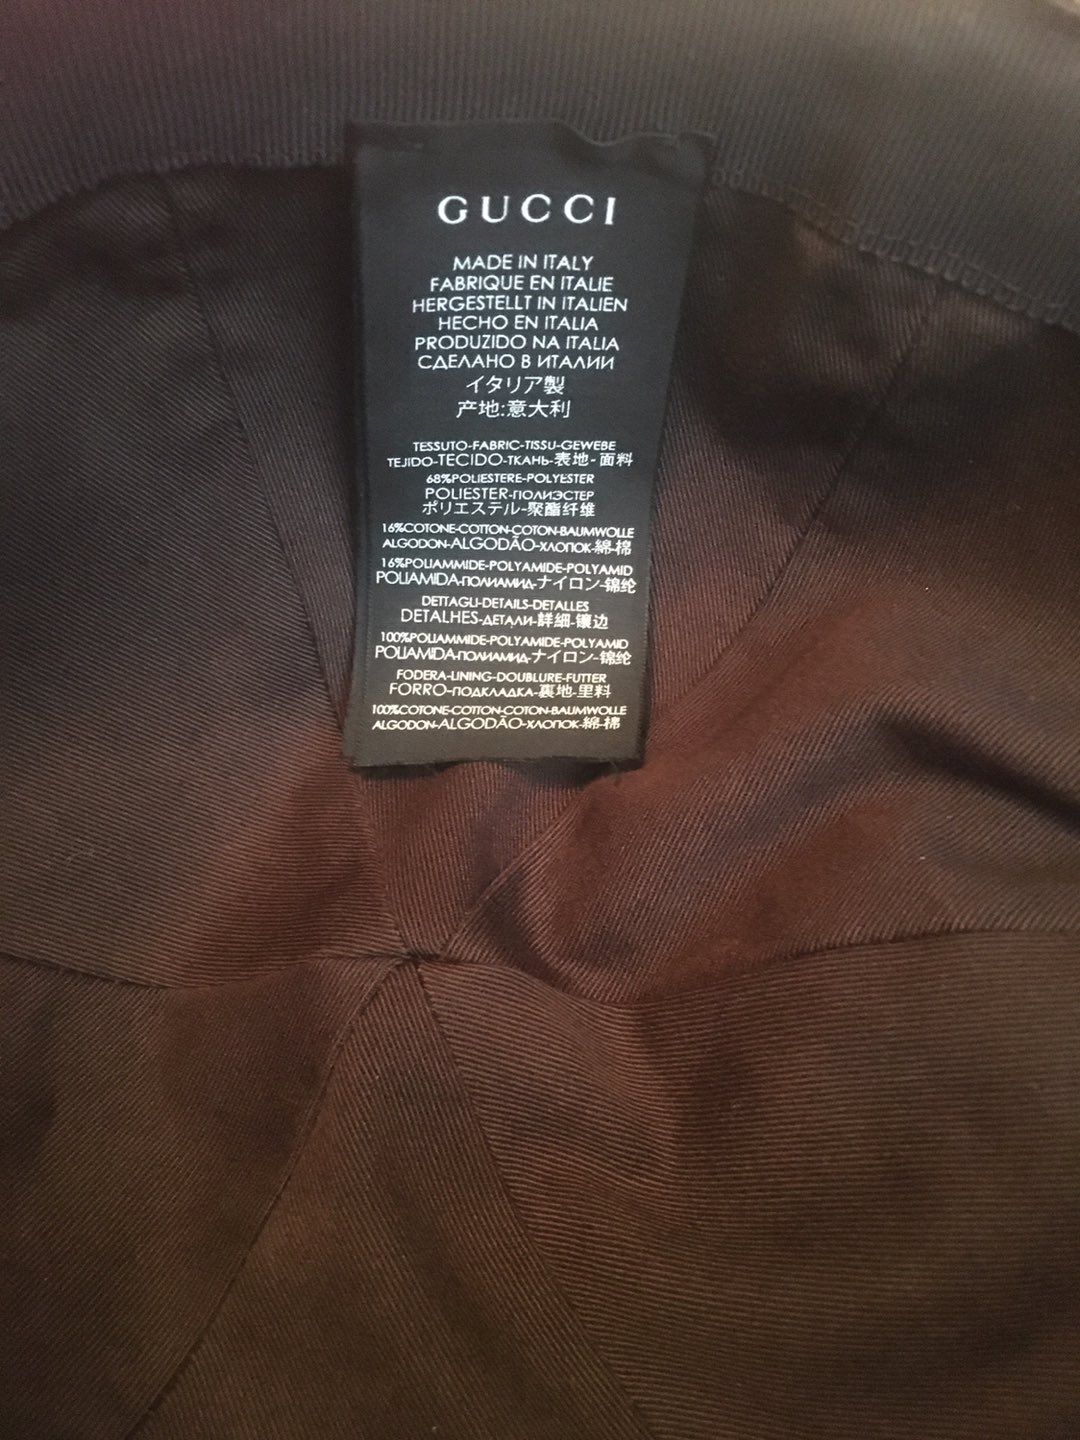 GUCCI
MADE IN ITALY
FABRIQUE EN ITALIE
HERGESTELLT IN ITALIEN
HECHO EN ITALIA
PRODUZIDO NA ITALIA
СДЕЛАНО В ИТАЛИИ
イタリア製
产地:意大利
TESSUTO-FABRIC-TISSU-GEWEBE
TEJIDO-TECIDO-ТКАНЬ-表地-面料
68%POLIESTERE-POLYESTER
POLIESTER-ПОЛИЭСТЕР
ポリエステル-聚酯纤维
16%COTONE-COTTON-COTON-BAUMWOLLE
ALGODON-ALGODÃO-ХЛОПОК-綿-棉
16%POLIAMMIDE-POLYAMIDE-POLYAMID
POLIAMIDA-ПОЛИАМИД-ナイロン-锦纶
DETTAGLI-DETAILS-DETALLES
DETALHES-ДЕТАЛИ-詳細-镶边
100%POLIAMMIDE-POLYAMIDE-POLYAMID
POLIAMIDA-ПОЛИАМИД-ナイロン-锦纶
FODERA-LINING-DOUBLURE-FUTTER
FORRO-ПОДКЛАДКА-裏地-里料
100%COTONE-COTTON-COTON-BAUMWOLLE
ALGODON-ALGODÃO-ХЛОПОК-綿-棉